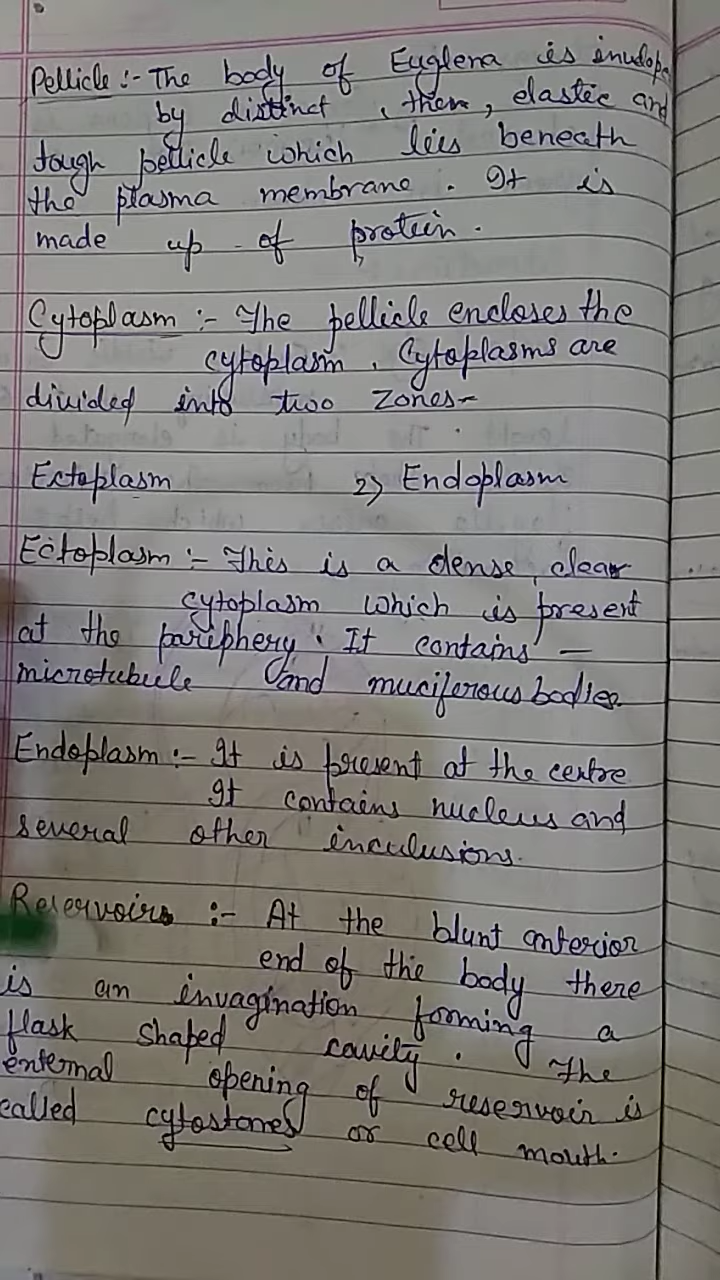 Pellicle :- The body of Euglena is inulope
by distinct, then, elastic and
tough pellicle which lies beneath
the plasma membrane. It is
made up of protein.
Cytoplasm :- The pellicle encloses the
cytoplasm. Cytoplasms are
divided into two zones-
Ectoplasm 2) Endoplasm
Ectoplasm :- This is a dense, clear
cytoplasm which is present
at the pariphery. It contains -
microtubule and muciferous bodies
Endoplasm :- It is present at the centre
It contains nucleus and
several other inculusions.
Reservoirs :- At the blunt anterior
end of the body there
is an invagination forming a
flask shaped cavity. The
enternal opening of reservoir is
called cytostomes or cell mouth.